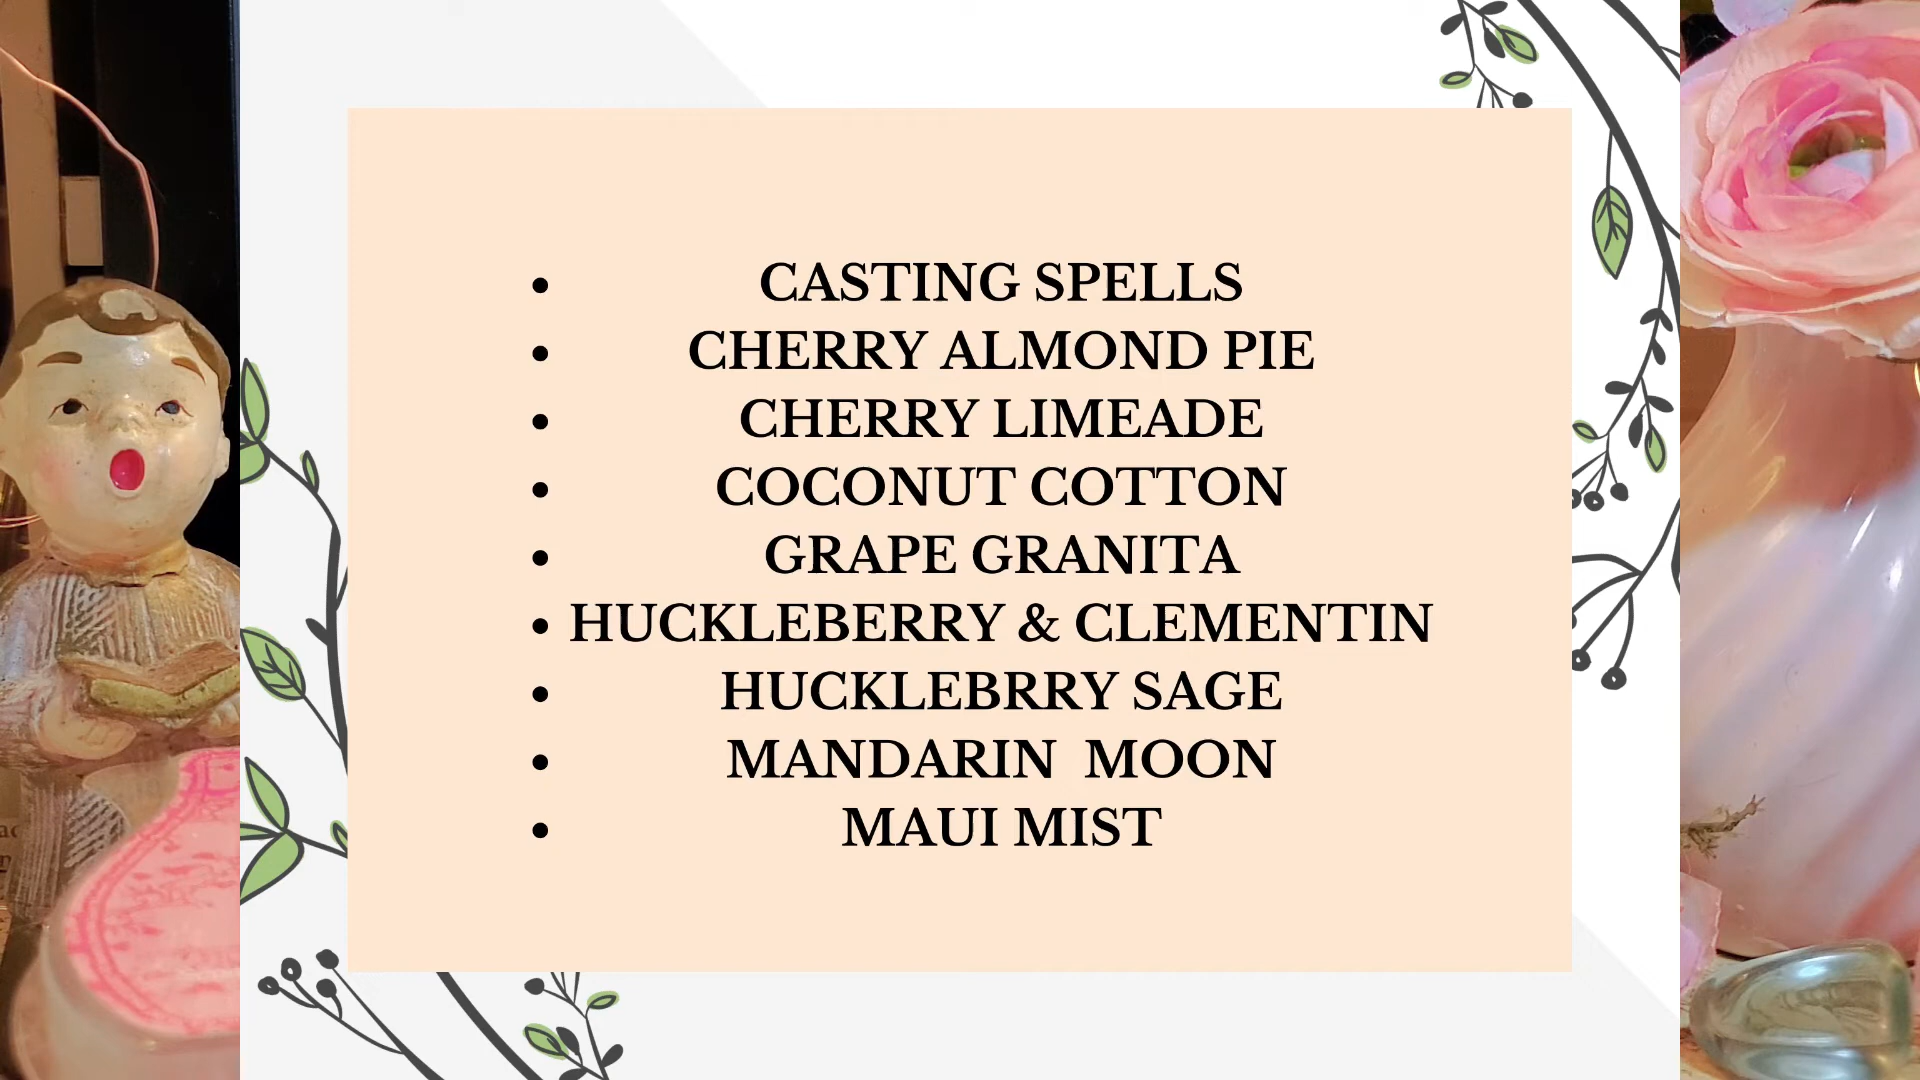 • CASTING SPELLS
• CHERRY ALMOND PIE
• CHERRY LIMEADE
• COCONUT COTTON
• GRAPE GRANITA
• HUCKLEBERRY & CLEMENTIN
• HUCKLEBRRY SAGE
• MANDARIN  MOON
• MAUI MIST